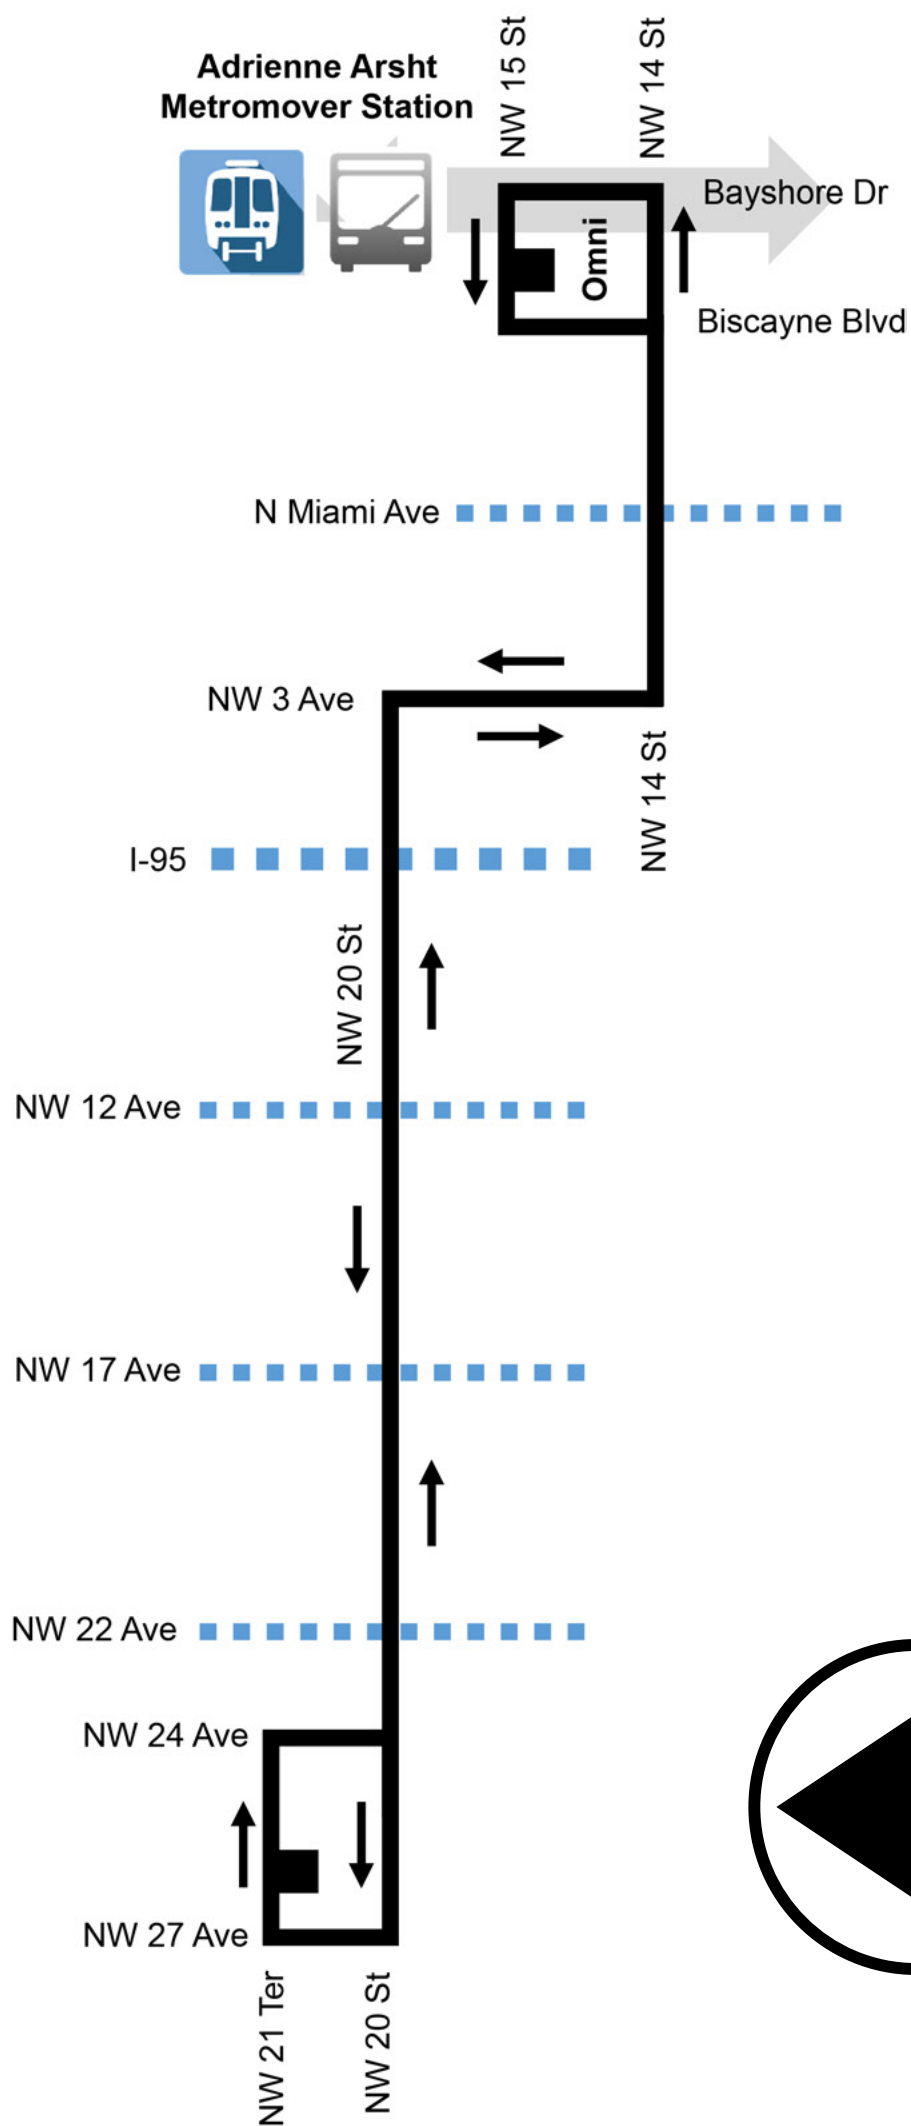 Adrienne Arsht
Metromover Station
NW 15 St
NW 14 St
Bayshore Dr
Omni
Biscayne Blvd
N Miami Ave
NW 3 Ave
NW 14 St
I-95
NW 20 St
NW 12 Ave
NW 17 Ave
NW 22 Ave
NW 24 Ave
NW 27 Ave
NW 21 Ter
NW 20 St